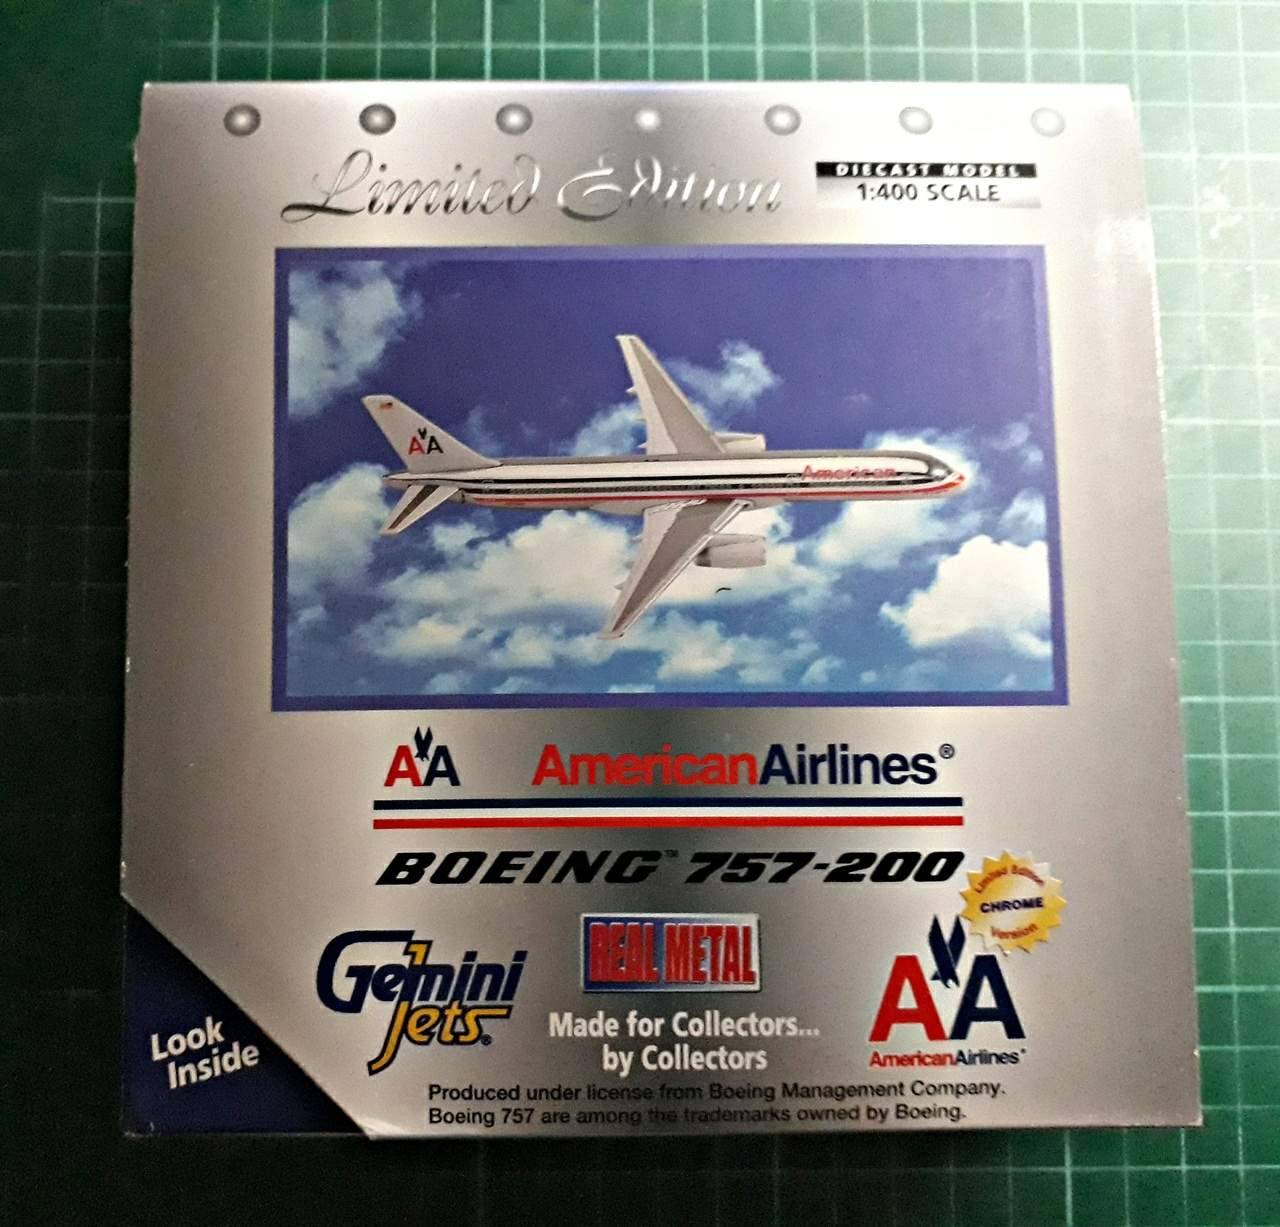 Limited Edition
DIECAST MODEL
1:400 SCALE
AA
American
AA AmericanAirlines®
BOEING™ 757-200
Limited Edition
CHROME
Version
Gemini
Jets®
REAL METAL
Made for Collectors...
by Collectors
AA
AmericanAirlines®
Look
Inside
Produced under license from Boeing Management Company.
Boeing 757 are among the trademarks owned by Boeing.